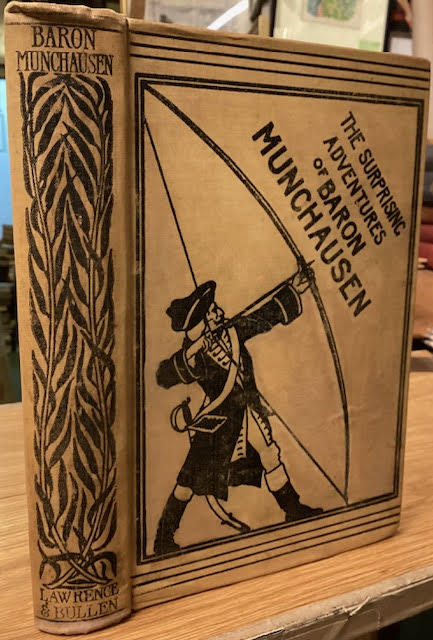 BARON
MUNCHAUSEN
LAWRENCE
& BULLEN
THE SURPRISING
ADVENTURES
OF BARON
MUNCHAUSEN